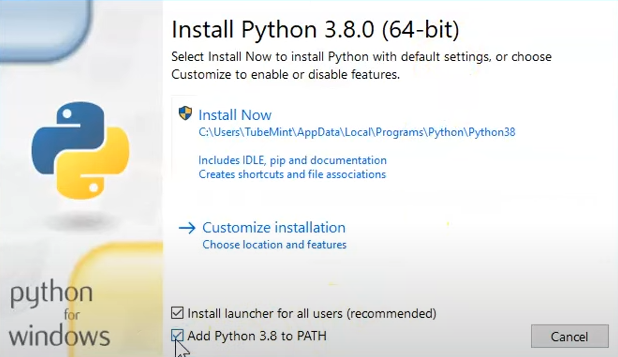 Install Python 3.8.0 (64-bit)
Select Install Now to install Python with default settings, or choose
Customize to enable or disable features.
Install Now
C:\Users\TubeMint\AppData\Local\Programs\Python\Python38
Includes IDLE, pip and documentation
Creates shortcuts and file associations
Customize installation
Choose location and features
Install launcher for all users (recommended)
Add Python 3.8 to PATH
Cancel
python
for
windows